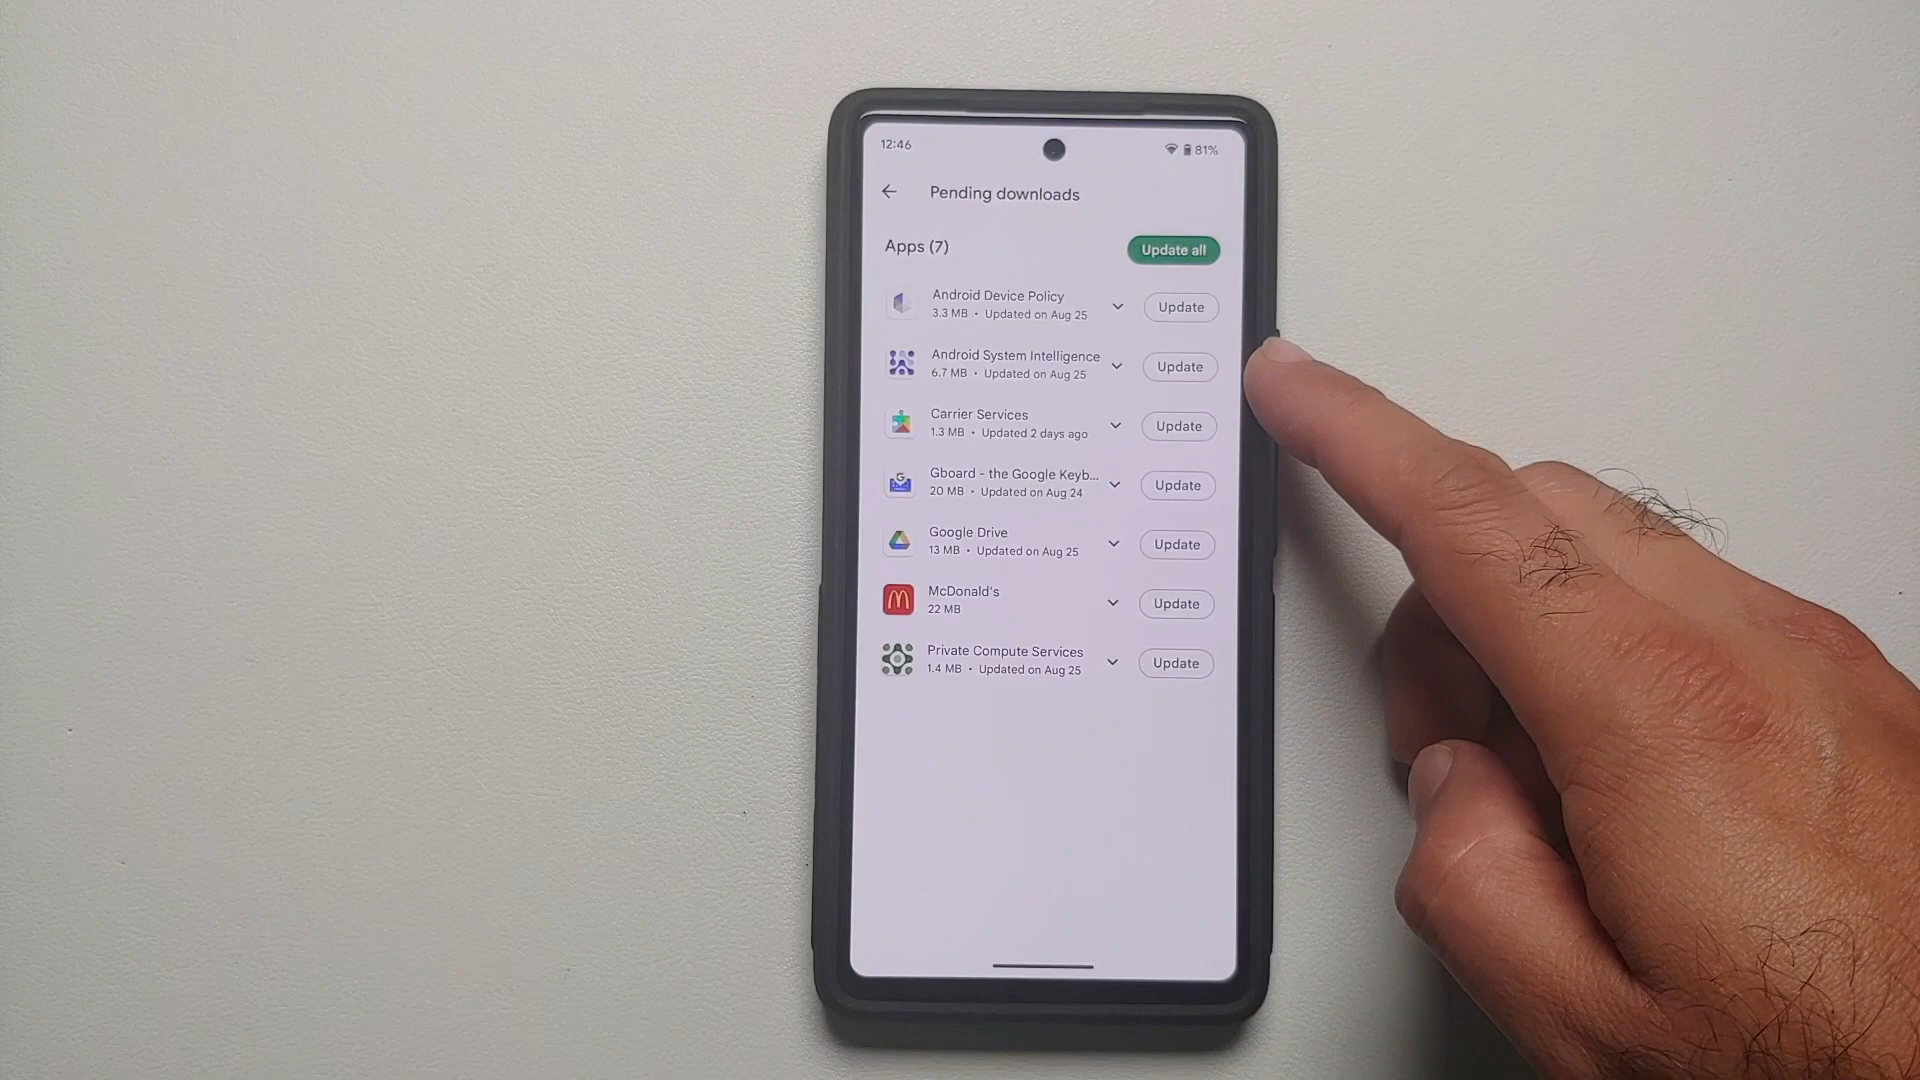 12:46
81%
Pending downloads
Apps (7)
Update all
Android Device Policy
3.3 MB • Updated on Aug 25
Update
Android System Intelligence
6.7 MB • Updated on Aug 25
Update
Carrier Services
1.3 MB • Updated 2 days ago
Update
Gboard - the Google Keyb...
20 MB • Updated on Aug 24
Update
Google Drive
13 MB • Updated on Aug 25
Update
McDonald's
22 MB
Update
Private Compute Services
1.4 MB • Updated on Aug 25
Update